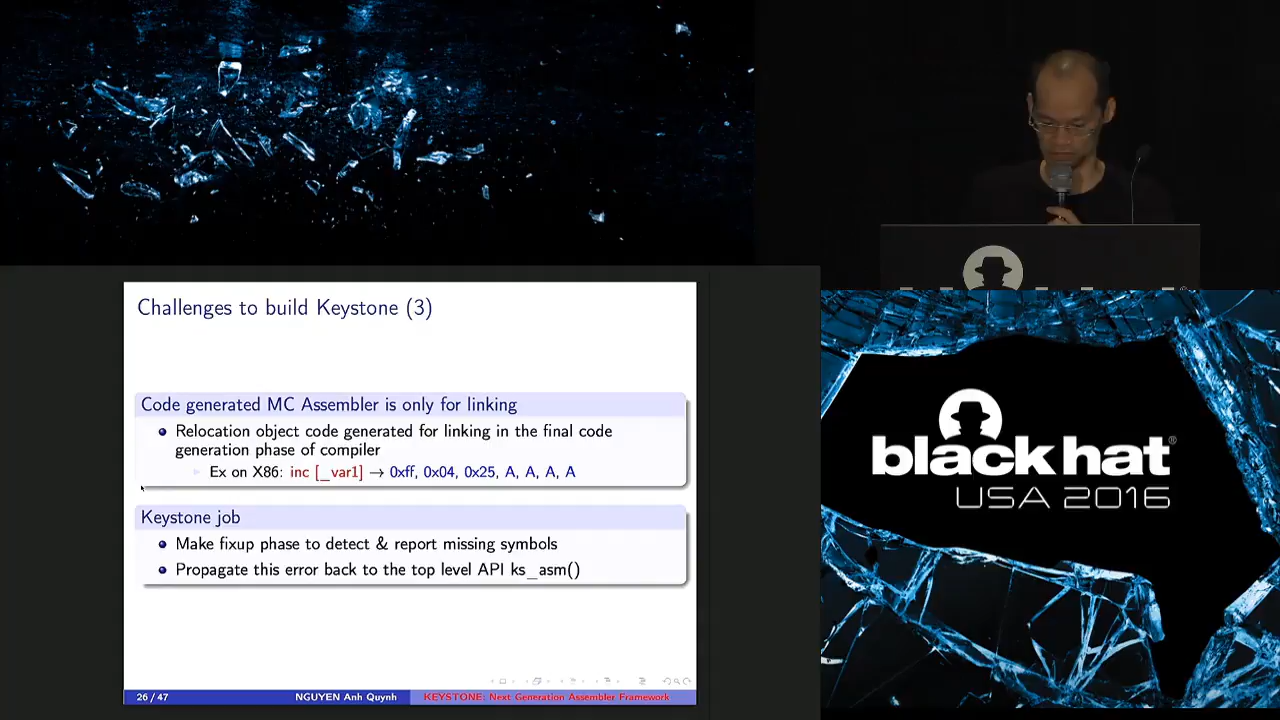 Challenges to build Keystone (3)
Code generated MC Assembler is only for linking
Relocation object code generated for linking in the final code
generation phase of compiler
Ex on X86: inc [_var1] → 0xff, 0x04, 0x25, A, A, A, A
Keystone job
Make fixup phase to detect & report missing symbols
Propagate this error back to the top level API ks_asm()
26 / 47
NGUYEN Anh Quynh
KEYSTONE: Next Generation Assembler Framework
black hat®
USA 2016